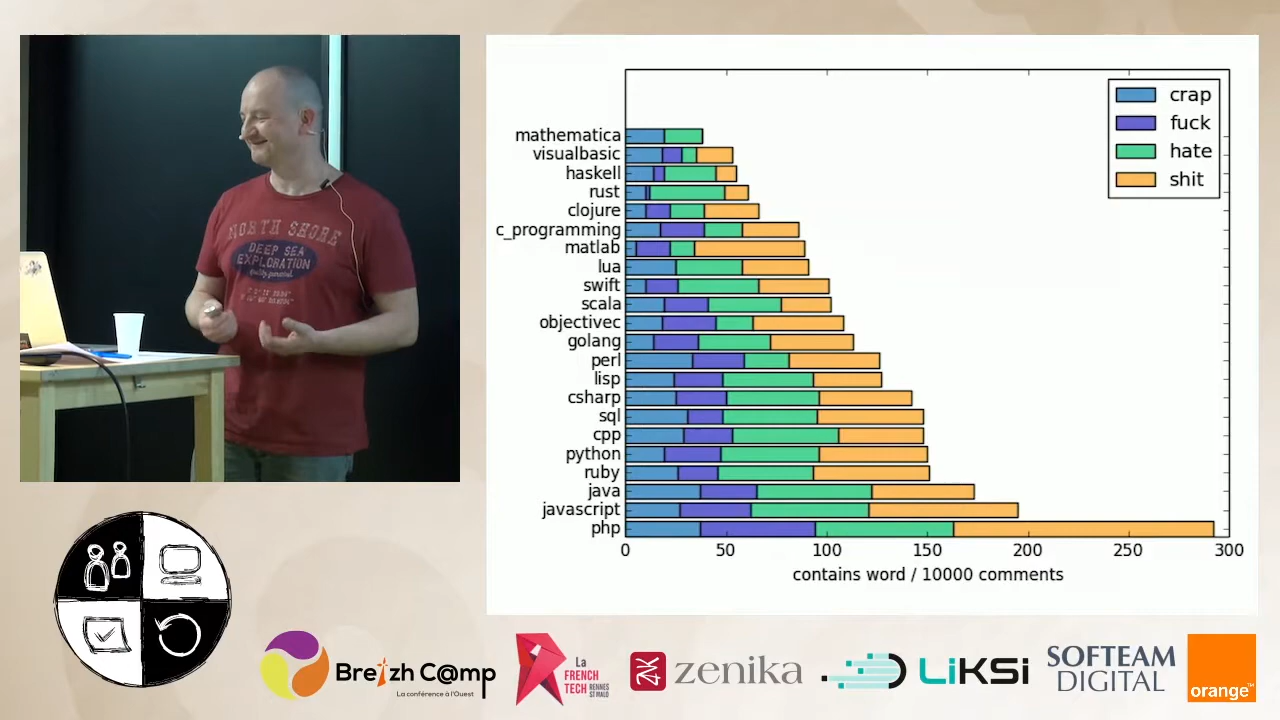 NORTH SHORE
DEEP SEA
EXPLORATION
crap
fuck
hate
shit
mathematica
visualbasic
haskell
rust
clojure
c_programming
matlab
lua
swift
scala
objectivec
golang
perl
lisp
csharp
sql
cpp
python
ruby
java
javascript
php
0 50 100 150 200 250 300
contains word / 10000 comments
Breizh C@mp
La conférence à l'Ouest
La
FRENCH
TECH
RENNES
ST MALO
zenika
LiKSi
SOFTEAM
DIGITAL
orange™